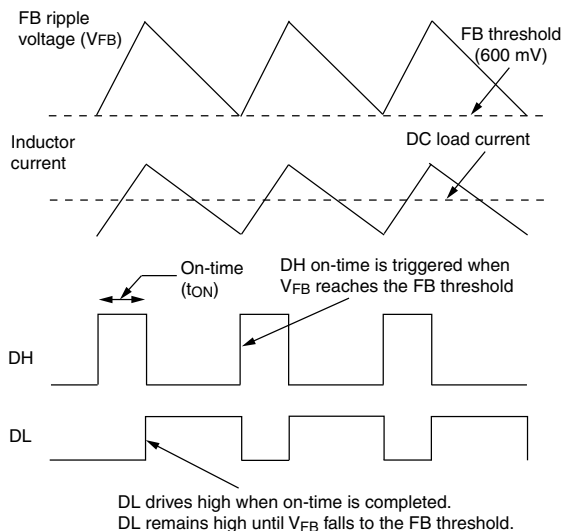 FB ripple
voltage (VFB)
FB threshold
(600 mV)
Inductor
current
DC load current
On-time
(tON)
DH on-time is triggered when
VFB reaches the FB threshold
DH
DL
DL drives high when on-time is completed.
DL remains high until VFB falls to the FB threshold.